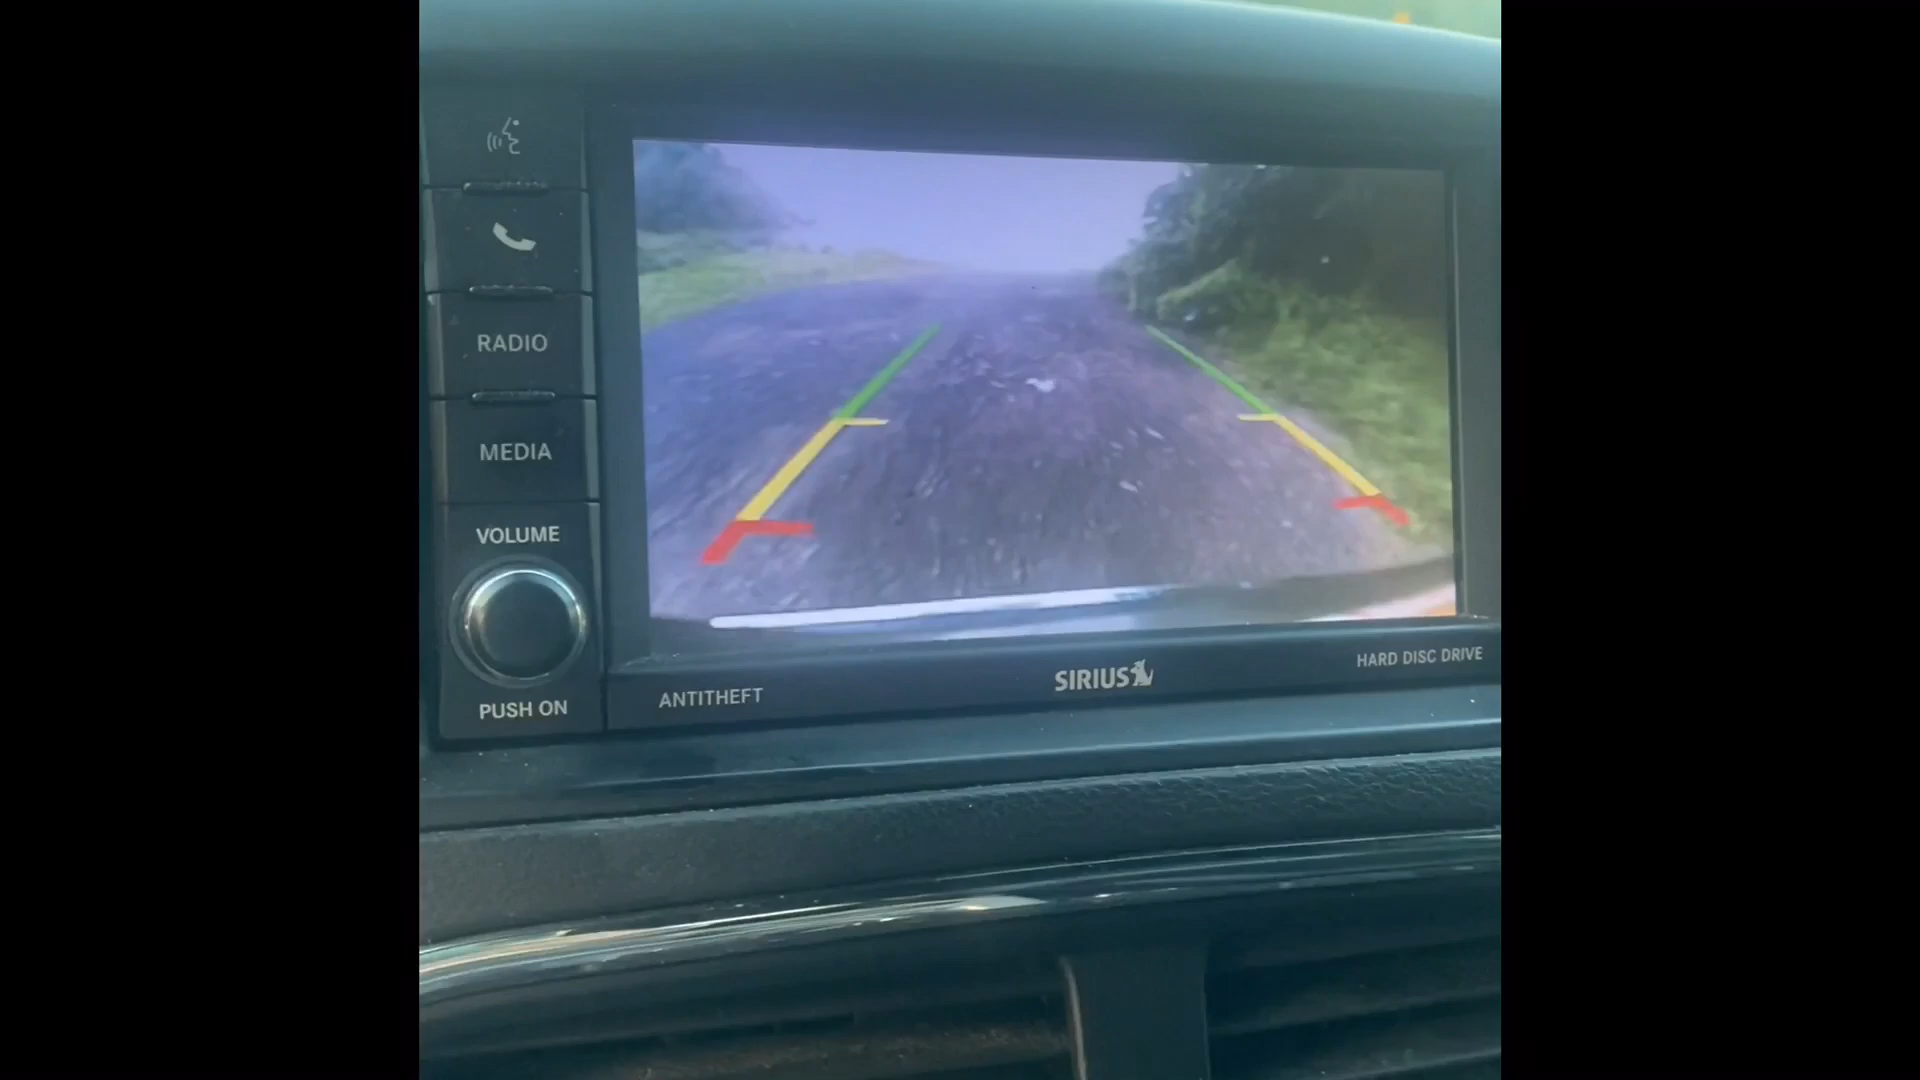 RADIO
MEDIA
VOLUME
PUSH ON
ANTITHEFT
SIRIUS
HARD DISC DRIVE